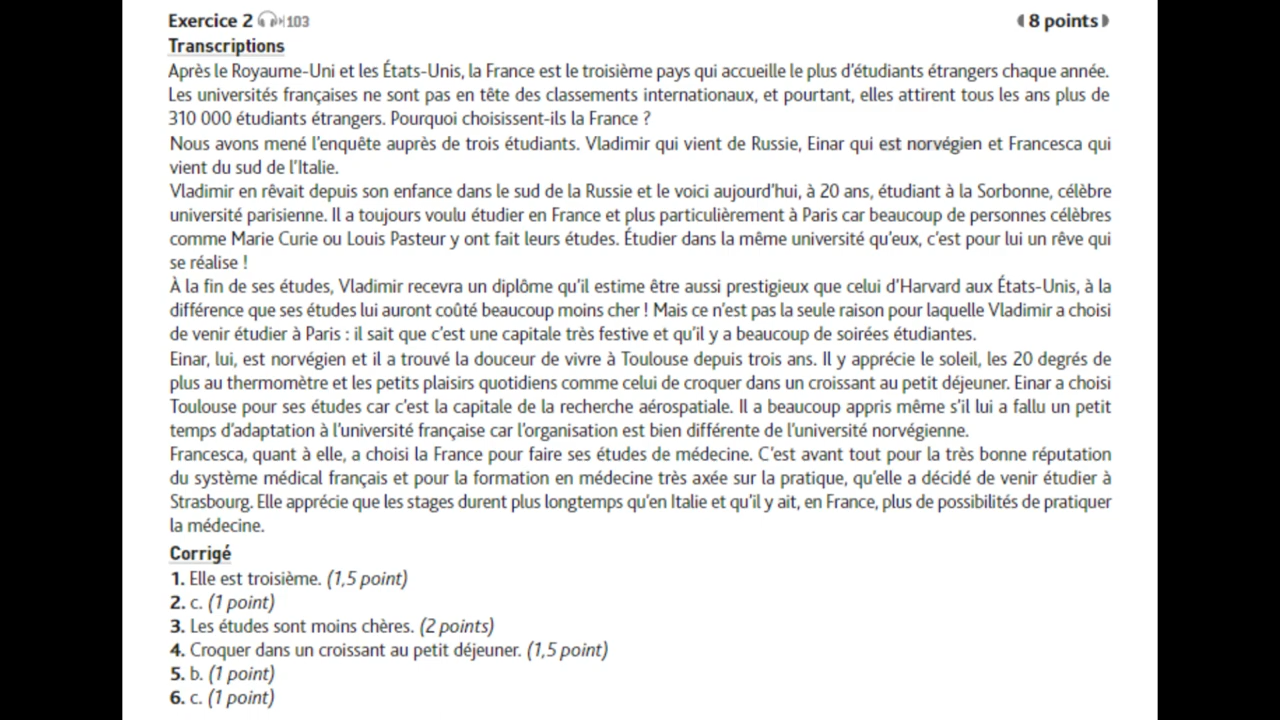 Exercice 2 103 8 points
Transcriptions
Après le Royaume-Uni et les États-Unis, la France est le troisième pays qui accueille le plus d'étudiants étrangers chaque année.
Les universités françaises ne sont pas en tête des classements internationaux, et pourtant, elles attirent tous les ans plus de
310 000 étudiants étrangers. Pourquoi choisissent-ils la France ?
Nous avons mené l'enquête auprès de trois étudiants. Vladimir qui vient de Russie, Einar qui est norvégien et Francesca qui
vient du sud de l'Italie.
Vladimir en rêvait depuis son enfance dans le sud de la Russie et le voici aujourd'hui, à 20 ans, étudiant à la Sorbonne, célèbre
université parisienne. Il a toujours voulu étudier en France et plus particulièrement à Paris car beaucoup de personnes célèbres
comme Marie Curie ou Louis Pasteur y ont fait leurs études. Étudier dans la même université qu'eux, c'est pour lui un rêve qui
se réalise !
À la fin de ses études, Vladimir recevra un diplôme qu'il estime être aussi prestigieux que celui d'Harvard aux États-Unis, à la
différence que ses études lui auront coûté beaucoup moins cher ! Mais ce n'est pas la seule raison pour laquelle Vladimir a choisi
de venir étudier à Paris : il sait que c'est une capitale très festive et qu'il y a beaucoup de soirées étudiantes.
Einar, lui, est norvégien et il a trouvé la douceur de vivre à Toulouse depuis trois ans. Il y apprécie le soleil, les 20 degrés de
plus au thermomètre et les petits plaisirs quotidiens comme celui de croquer dans un croissant au petit déjeuner. Einar a choisi
Toulouse pour ses études car c'est la capitale de la recherche aérospatiale. Il a beaucoup appris même s'il lui a fallu un petit
temps d'adaptation à l'université française car l'organisation est bien différente de l'université norvégienne.
Francesca, quant à elle, a choisi la France pour faire ses études de médecine. C'est avant tout pour la très bonne réputation
du système médical français et pour la formation en médecine très axée sur la pratique, qu'elle a décidé de venir étudier à
Strasbourg. Elle apprécie que les stages durent plus longtemps qu'en Italie et qu'il y ait, en France, plus de possibilités de pratiquer
la médecine.
Corrigé
1. Elle est troisième. (1,5 point)
2. c. (1 point)
3. Les études sont moins chères. (2 points)
4. Croquer dans un croissant au petit déjeuner. (1,5 point)
5. b. (1 point)
6. c. (1 point)